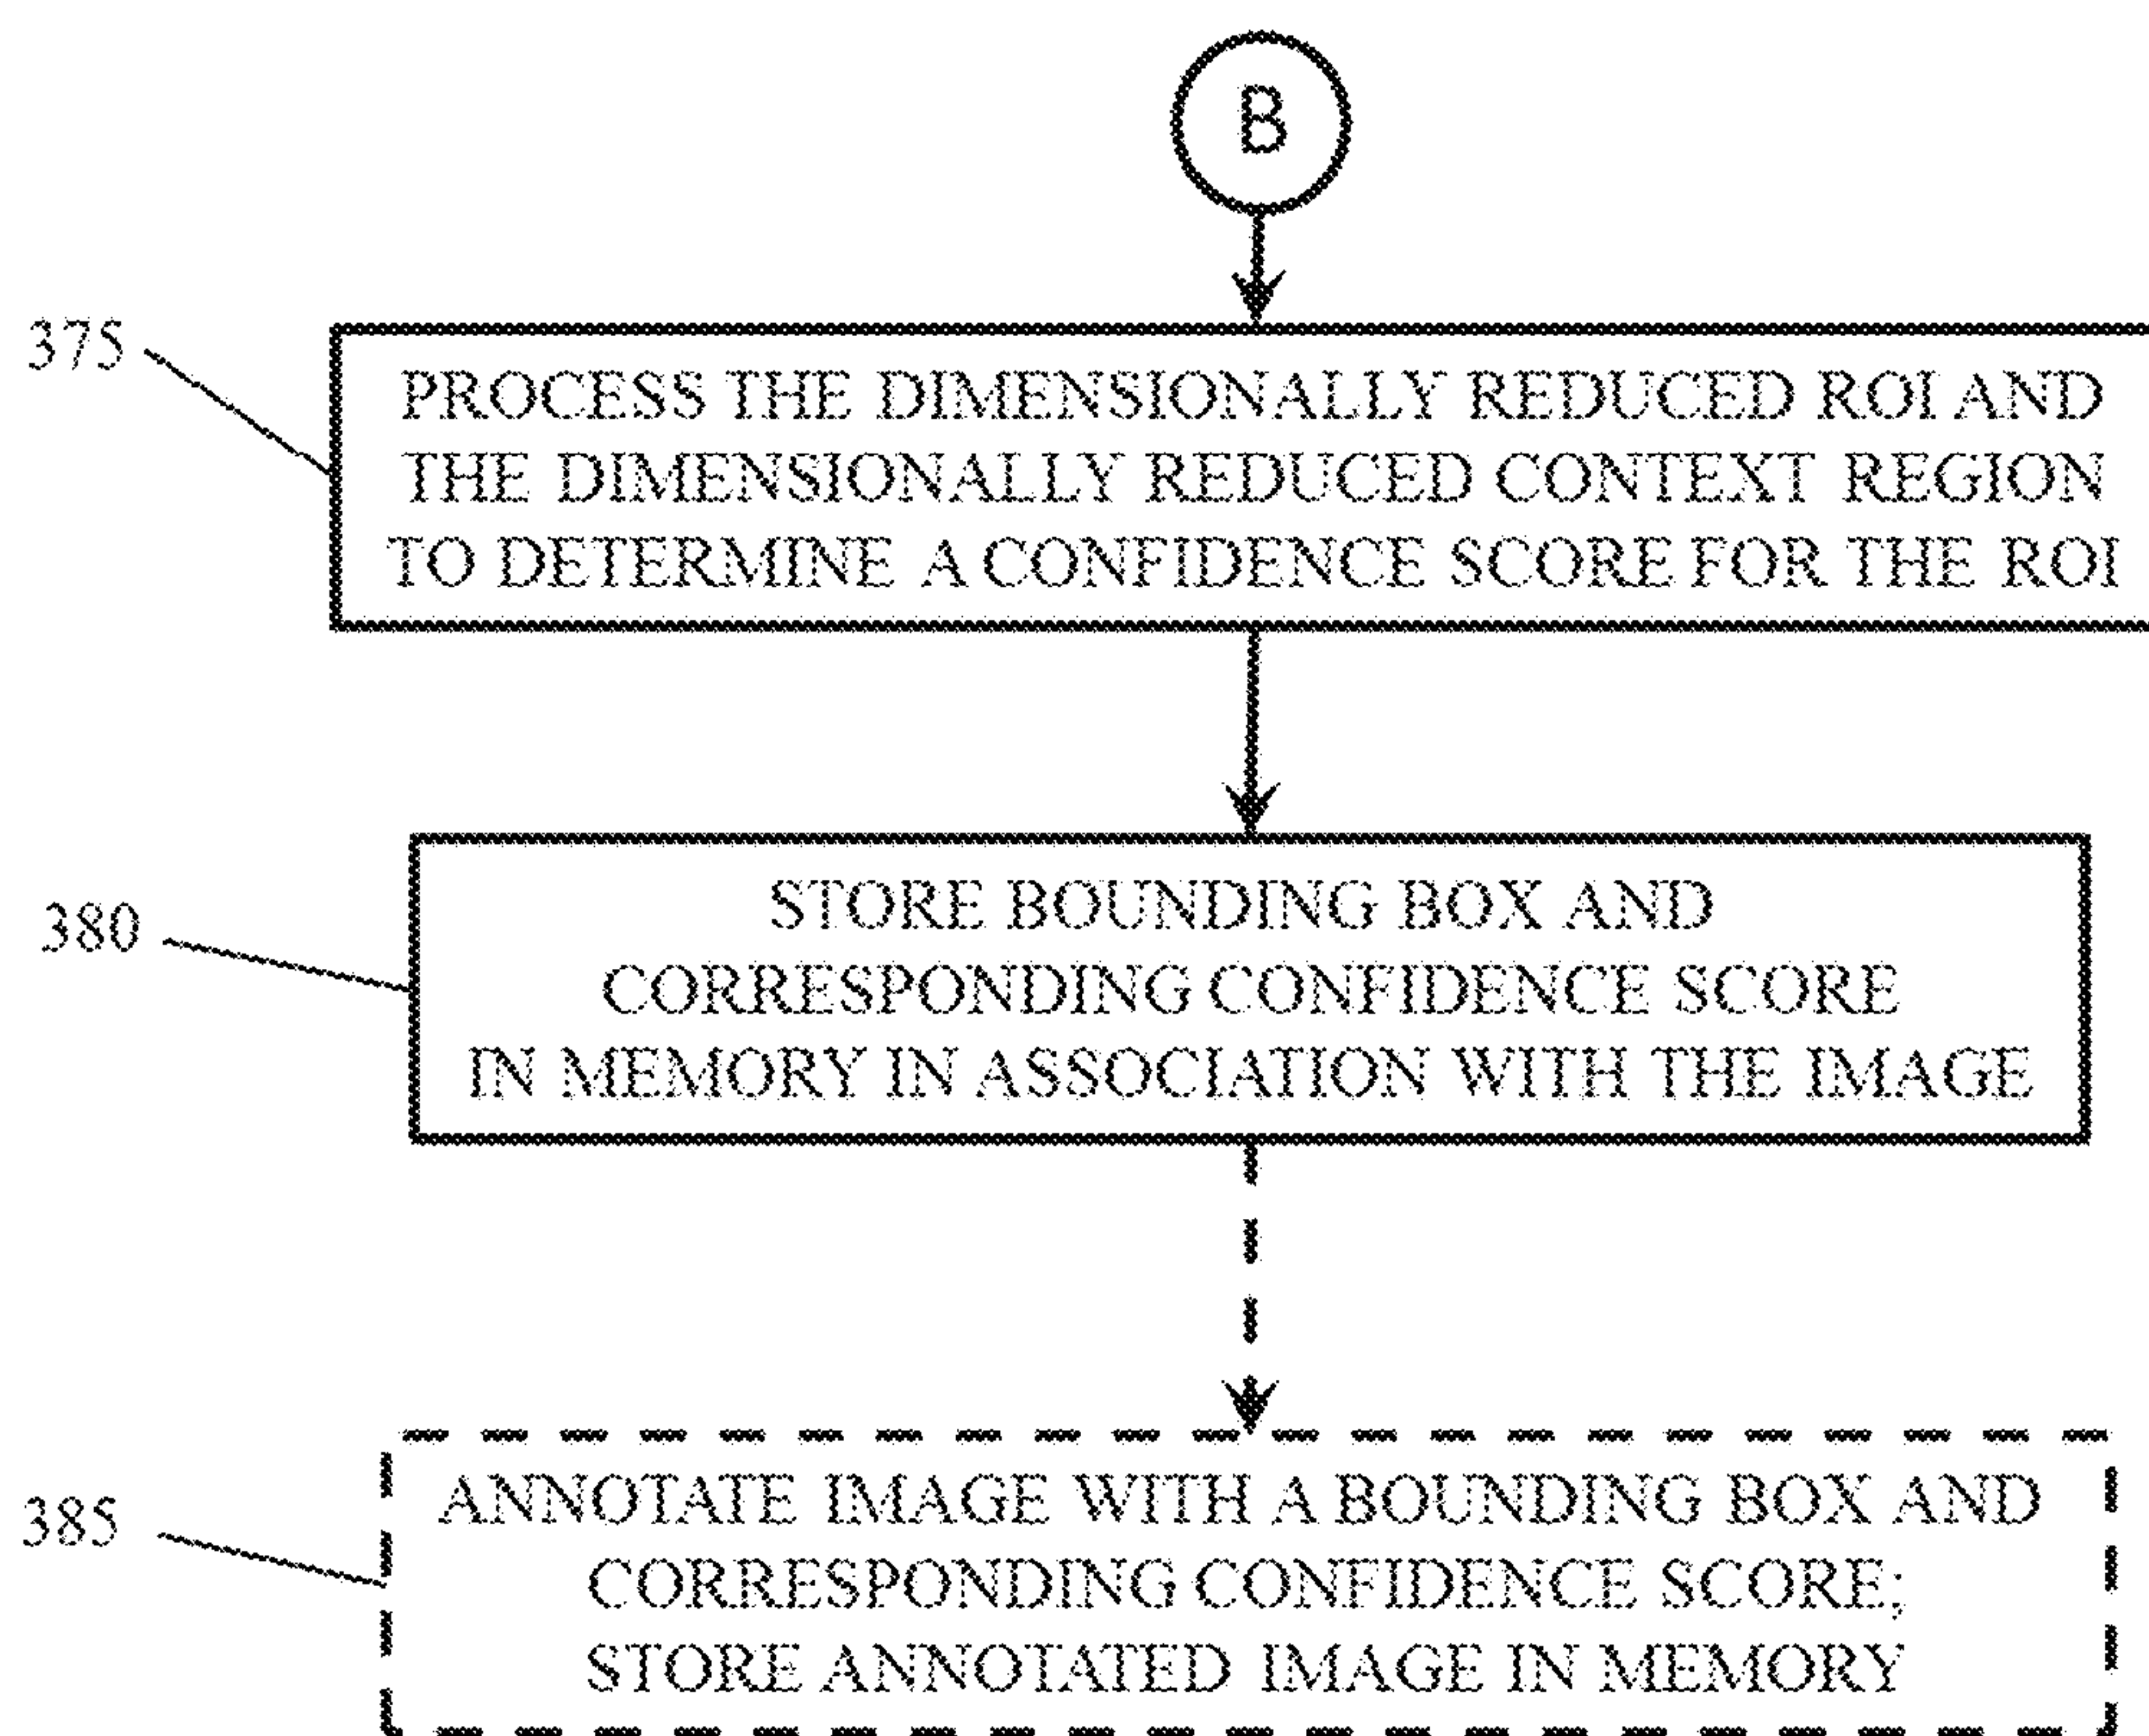 B
375
PROCESS THE DIMENSIONALLY REDUCED ROI AND
THE DIMENSIONALLY REDUCED CONTEXT REGION
TO DETERMINE A CONFIDENCE SCORE FOR THE ROI
380
STORE BOUNDING BOX AND
CORRESPONDING CONFIDENCE SCORE
IN MEMORY IN ASSOCIATION WITH THE IMAGE
385
ANNOTATE IMAGE WITH A BOUNDING BOX AND
CORRESPONDING CONFIDENCE SCORE;
STORE ANNOTATED IMAGE IN MEMORY